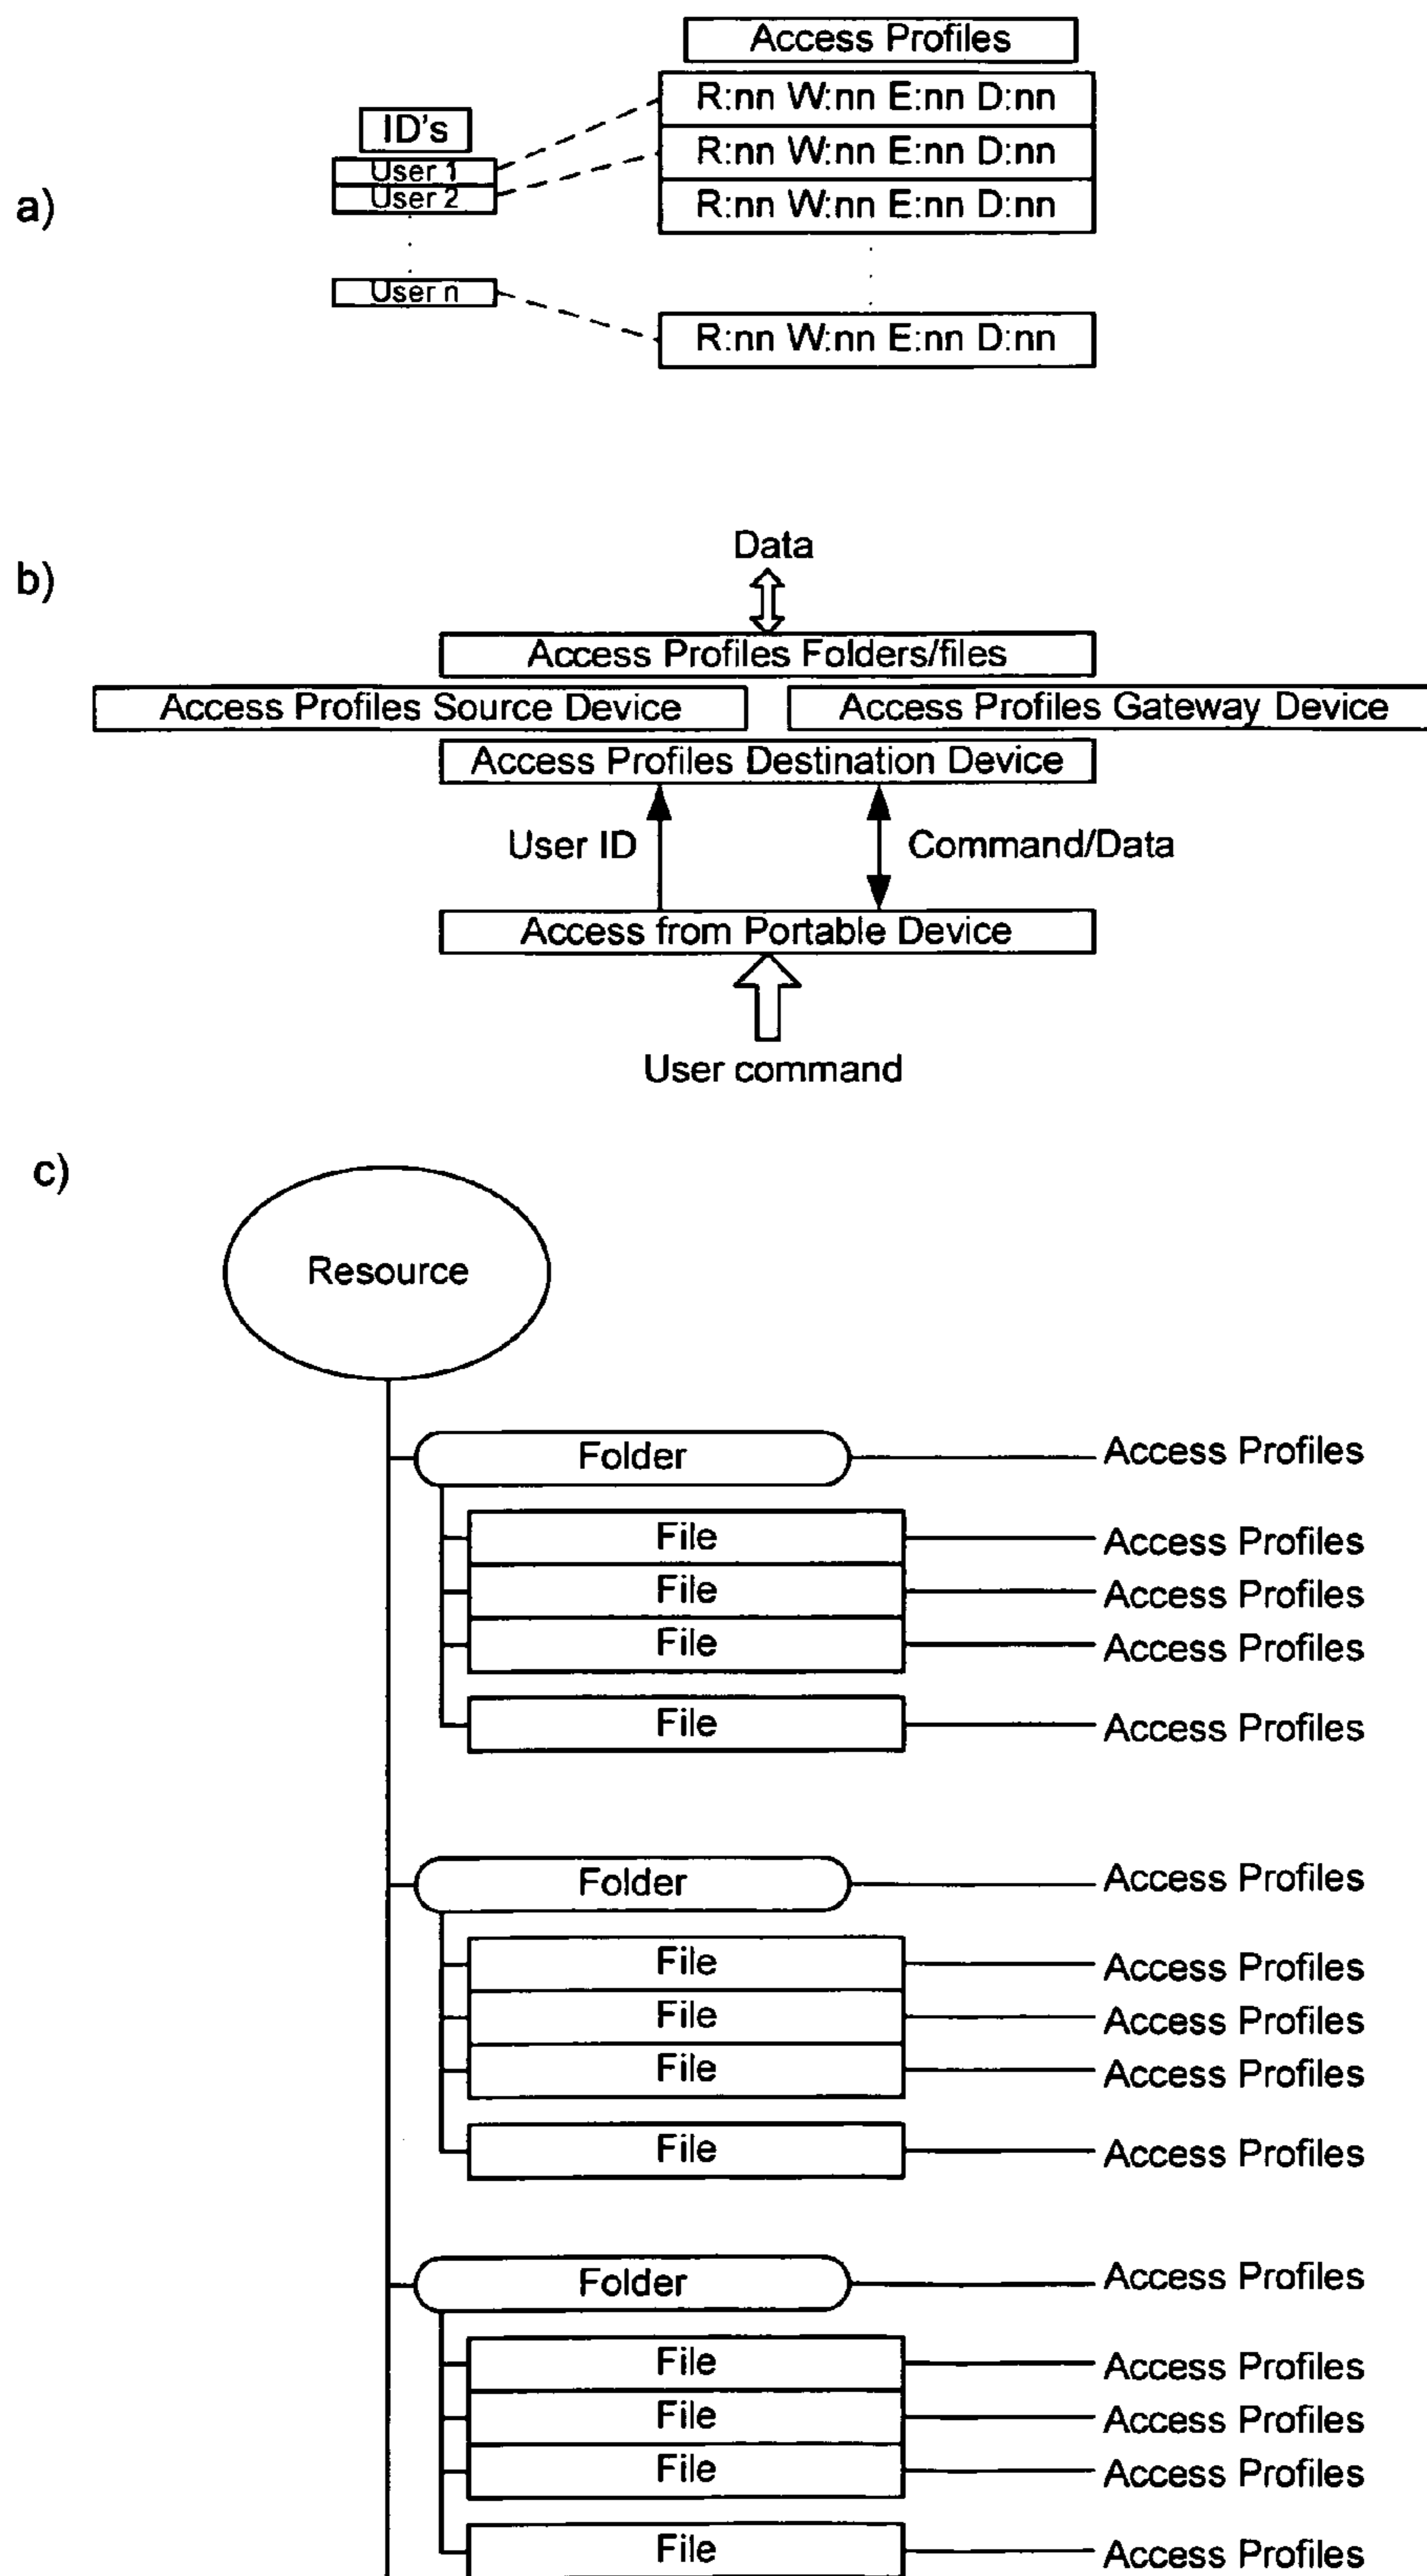 Access Profiles
R:nn W:nn E:nn D:nn
ID's
R:nn W:nn E:nn D:nn
User 1
User 2
a)
R:nn W:nn E:nn D:nn
User n
R:nn W:nn E:nn D:nn
Data
b)
Access Profiles Folders/files
Access Profiles Source Device
Access Profiles Gateway Device
Access Profiles Destination Device
User ID
Command/Data
Access from Portable Device
User command
c)
Resource
Folder Access Profiles
File Access Profiles
File Access Profiles
File Access Profiles
File Access Profiles
Folder Access Profiles
File Access Profiles
File Access Profiles
File Access Profiles
File Access Profiles
Folder Access Profiles
File Access Profiles
File Access Profiles
File Access Profiles
File Access Profiles